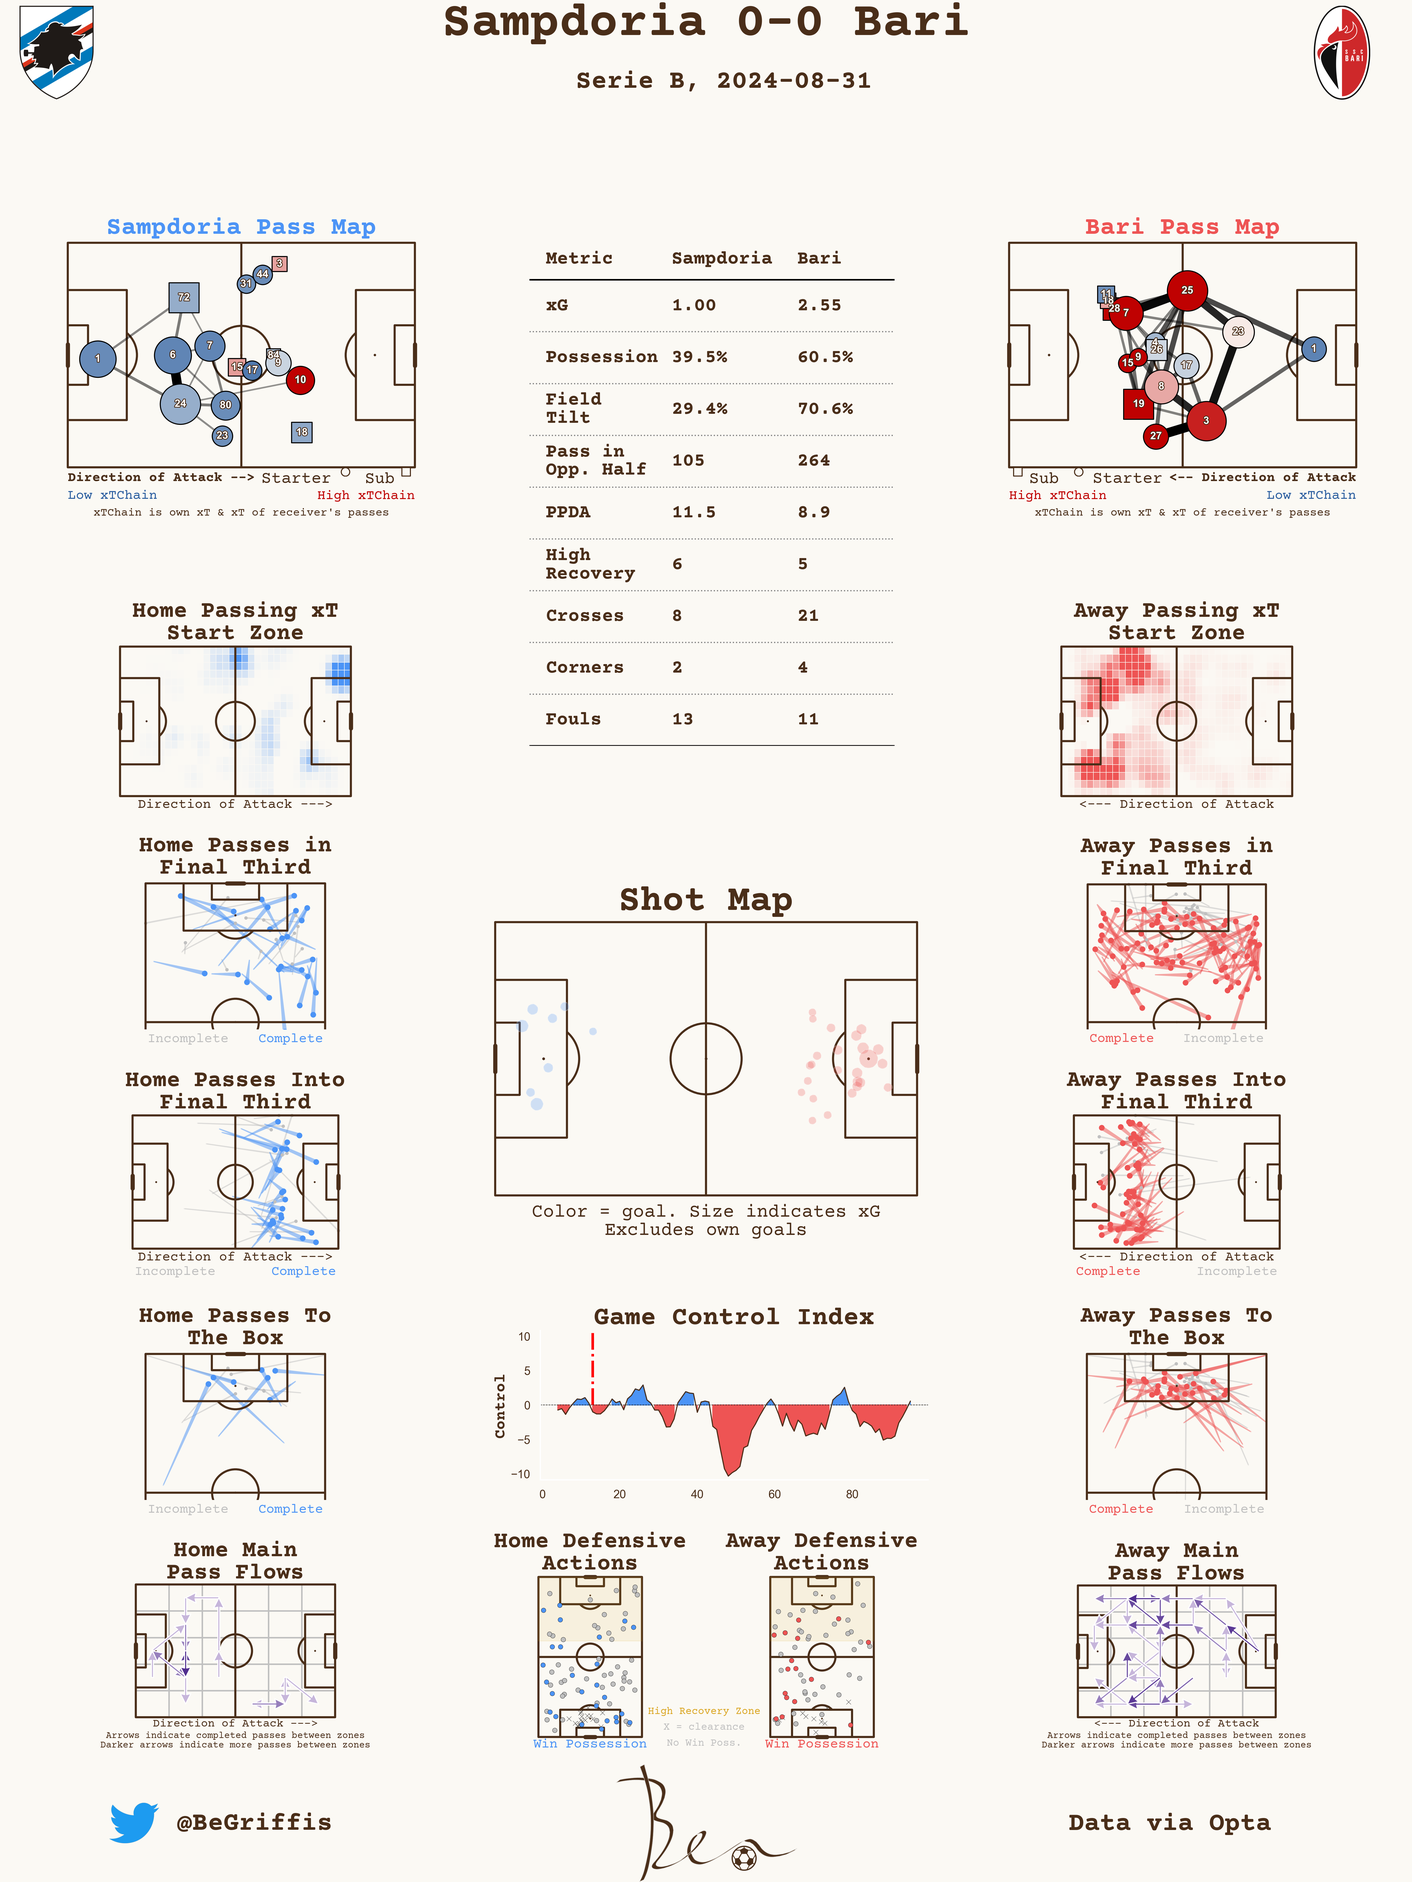 Sampdoria 0-0 Bari
Serie B, 2024-08-31
SSC
BARI
Sampdoria Pass Map
1
72
6
7
24
80
23
31
44
3
15
17
84
9
10
18
Direction of Attack --> Starter Sub
Low xTChain High xTChain
xTChain is own xT & xT of receiver's passes
Metric Sampdoria Bari
xG 1.00 2.55
Possession 39.5% 60.5%
Field
Tilt 29.4% 70.6%
Pass in
Opp. Half 105 264
PPDA 11.5 8.9
High
Recovery 6 5
Crosses 8 21
Corners 2 4
Fouls 13 11
Bari Pass Map
11
18
28
7
25
23
1
4
26
15
9
17
8
19
3
27
Sub Starter <-- Direction of Attack
High xTChain Low xTChain
xTChain is own xT & xT of receiver's passes
Home Passing xT
Start Zone
Direction of Attack --->
Away Passing xT
Start Zone
<--- Direction of Attack
Home Passes in
Final Third
Incomplete Complete
Away Passes in
Final Third
Complete Incomplete
Shot Map
Color = goal. Size indicates xG
Excludes own goals
Home Passes Into
Final Third
Direction of Attack --->
Incomplete Complete
Away Passes Into
Final Third
<--- Direction of Attack
Complete Incomplete
Home Passes To
The Box
Incomplete Complete
Game Control Index
Control
10
5
0
−5
−10
0 20 40 60 80
Away Passes To
The Box
Complete Incomplete
Home Main
Pass Flows
Direction of Attack --->
Arrows indicate completed passes between zones
Darker arrows indicate more passes between zones
Home Defensive
Actions
Win Possession
Away Defensive
Actions
Win Possession
High Recovery Zone
X = clearance
No Win Poss.
Away Main
Pass Flows
<--- Direction of Attack
Arrows indicate completed passes between zones
Darker arrows indicate more passes between zones
@BeGriffis
Ben
Data via Opta